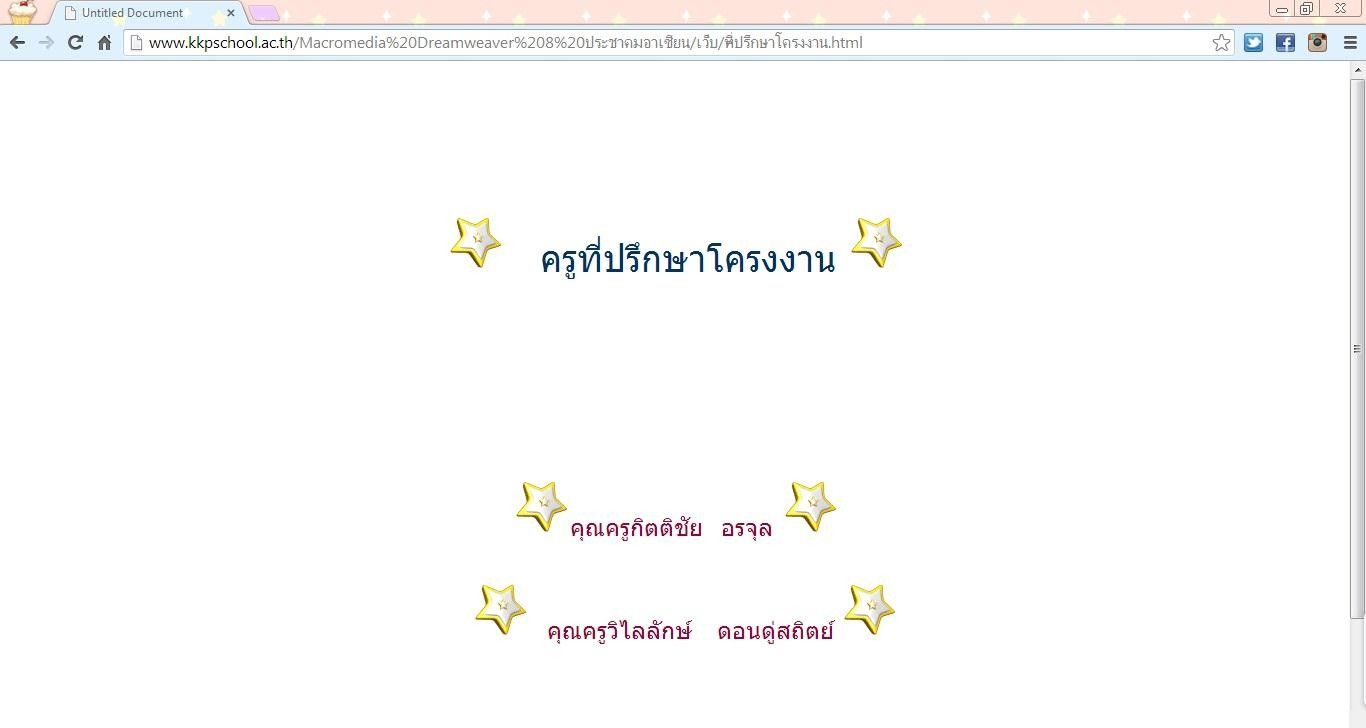 Untitled Document
www.kkpschool.ac.th/Macromedia%20Dreamweaver%208%20ประชาคมอาเซียน/เว็บ/ที่ปรึกษาโครงงาน.html
ครูที่ปรึกษาโครงงาน
คุณครูกิตติชัย อรจุล
คุณครูวิไลลักษ์ ดอนดู่สถิตย์